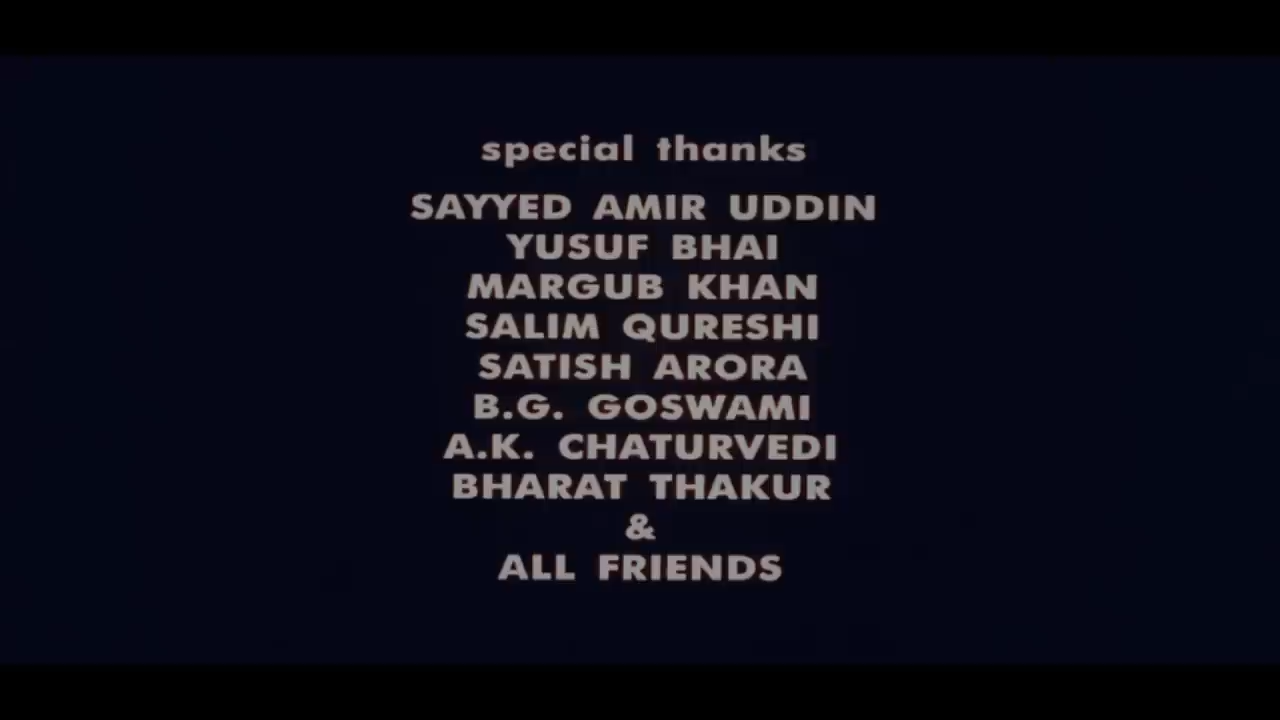 special thanks
SAYYED AMIR UDDIN
YUSUF BHAI
MARGUB KHAN
SALIM QURESHI
SATISH ARORA
B.G. GOSWAMI
A.K. CHATURVEDI
BHARAT THAKUR
&
ALL FRIENDS